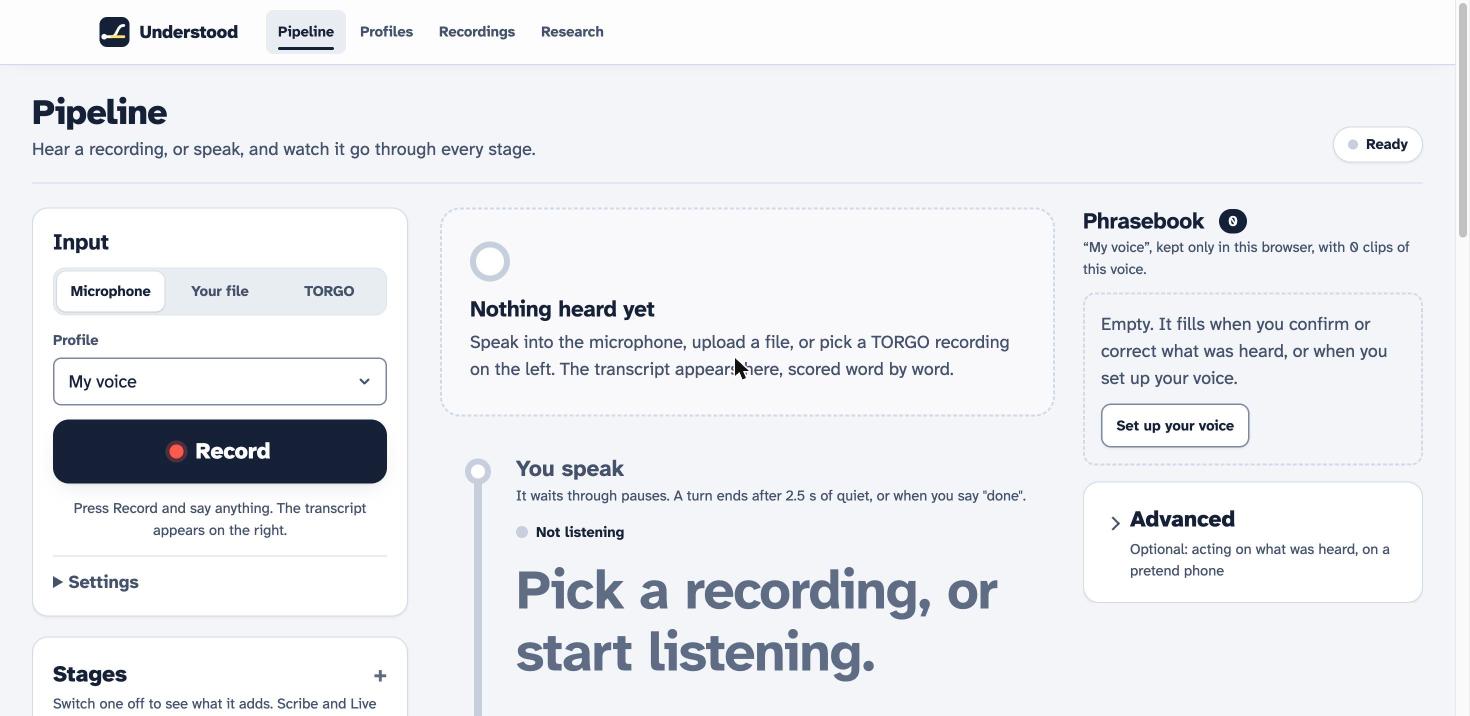 Understood
Pipeline
Profiles
Recordings
Research
Pipeline
Hear a recording, or speak, and watch it go through every stage.
Ready
Input
Microphone
Your file
TORGO
Profile
My voice
Record
Press Record and say anything. The transcript
appears on the right.
Settings
Stages
+
Switch one off to see what it adds. Scribe and Live
Nothing heard yet
Speak into the microphone, upload a file, or pick a TORGO recording
on the left. The transcript appears here, scored word by word.
You speak
It waits through pauses. A turn ends after 2.5 s of quiet, or when you say "done".
Not listening
Pick a recording, or
start listening.
Phrasebook 0
“My voice”, kept only in this browser, with 0 clips of
this voice.
Empty. It fills when you confirm or
correct what was heard, or when you
set up your voice.
Set up your voice
Advanced
Optional: acting on what was heard, on a
pretend phone